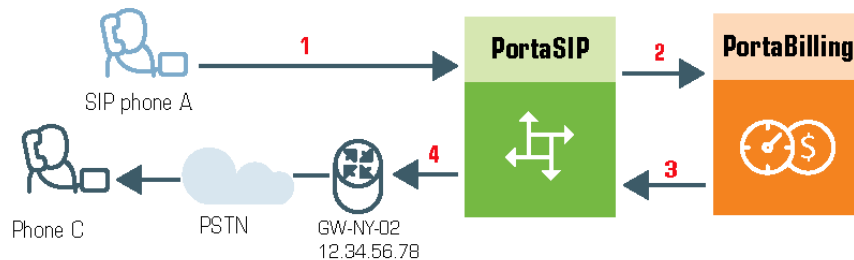 1
PortaSIP
2
PortaBilling
SIP phone A
4
3
$
Phone C
PSTN
GW-NY-02
12.34.56.78